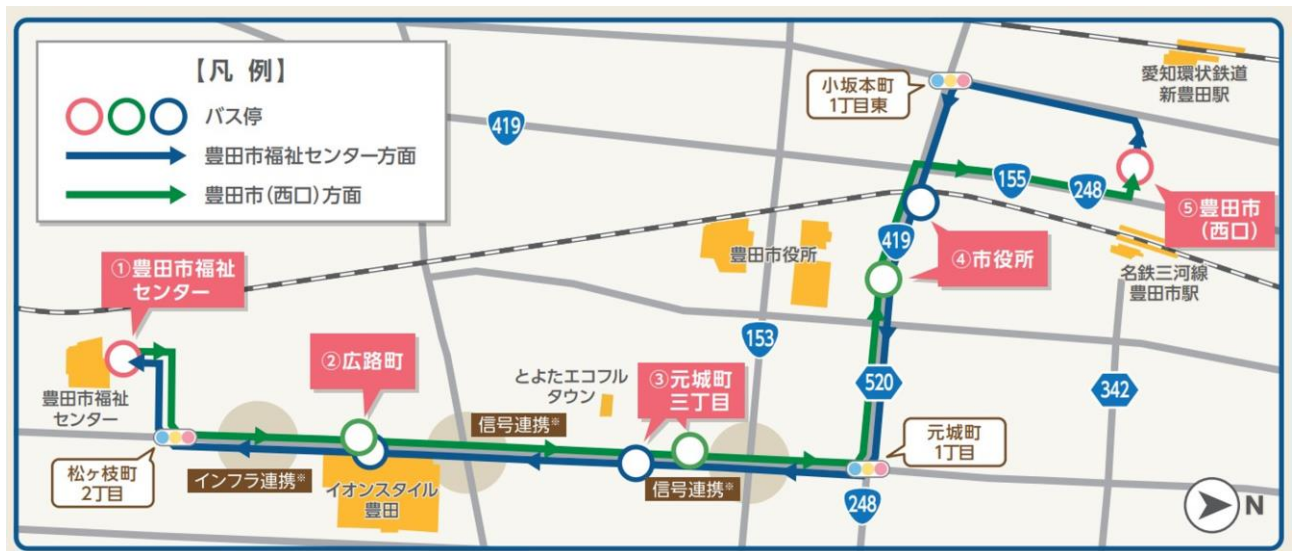 【凡 例】
バス停
豊田市福祉センター方面
豊田市(西口)方面
419
小坂本町
1丁目東
愛知環状鉄道
新豊田駅
155
248
⑤豊田市
(西口)
①豊田市福祉
センター
豊田市役所
419
④市役所
名鉄三河線
豊田市駅
②広路町
とよたエコフル
タウン
③元城町
三丁目
153
520
342
豊田市福祉
センター
信号連携※
元城町
1丁目
松ヶ枝町
2丁目
インフラ連携※
イオンスタイル
豊田
信号連携※
248
N